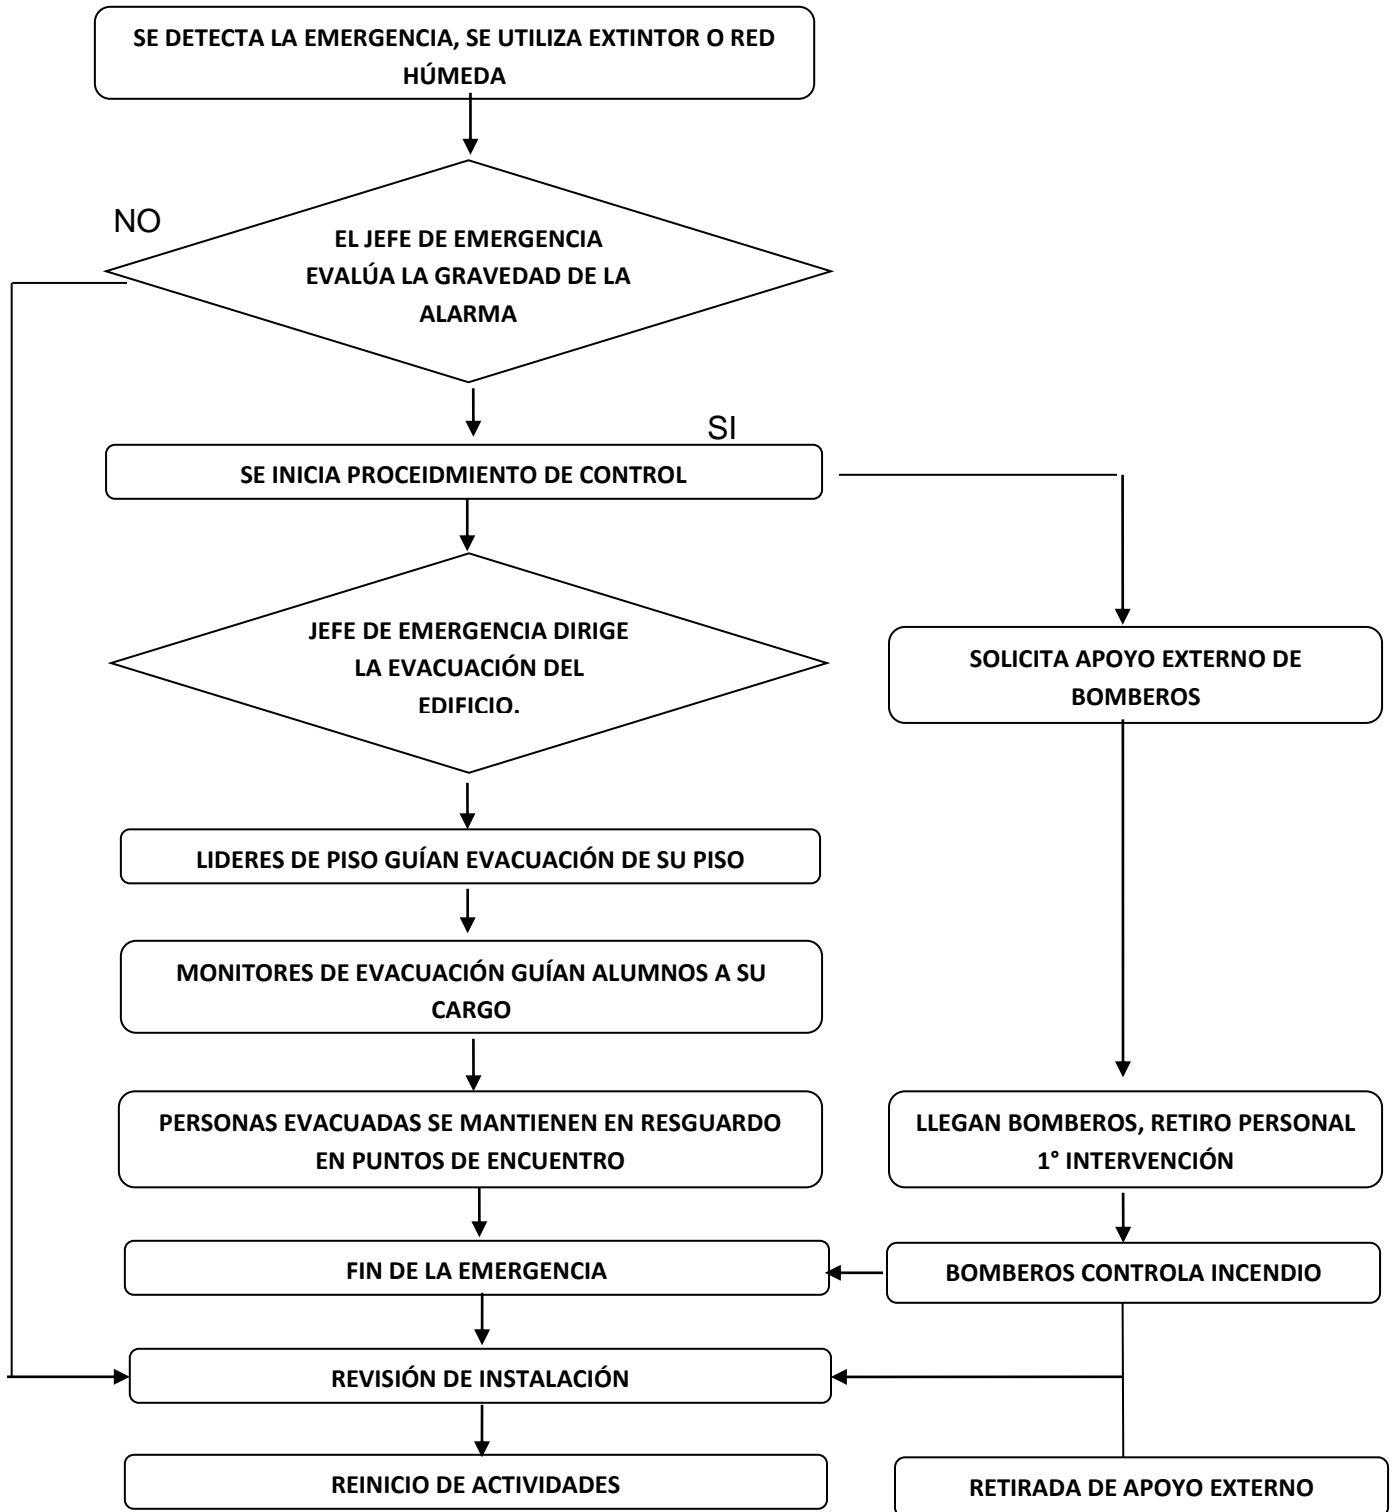 SE DETECTA LA EMERGENCIA, SE UTILIZA EXTINTOR O RED
HÚMEDA
NO
EL JEFE DE EMERGENCIA
EVALÚA LA GRAVEDAD DE LA
ALARMA
SI
SE INICIA PROCEIDMIENTO DE CONTROL
JEFE DE EMERGENCIA DIRIGE
LA EVACUACIÓN DEL
EDIFICIO.
SOLICITA APOYO EXTERNO DE
BOMBEROS
LIDERES DE PISO GUÍAN EVACUACIÓN DE SU PISO
MONITORES DE EVACUACIÓN GUÍAN ALUMNOS A SU
CARGO
PERSONAS EVACUADAS SE MANTIENEN EN RESGUARDO
EN PUNTOS DE ENCUENTRO
LLEGAN BOMBEROS, RETIRO PERSONAL
1° INTERVENCIÓN
FIN DE LA EMERGENCIA
BOMBEROS CONTROLA INCENDIO
REVISIÓN DE INSTALACIÓN
REINICIO DE ACTIVIDADES
RETIRADA DE APOYO EXTERNO